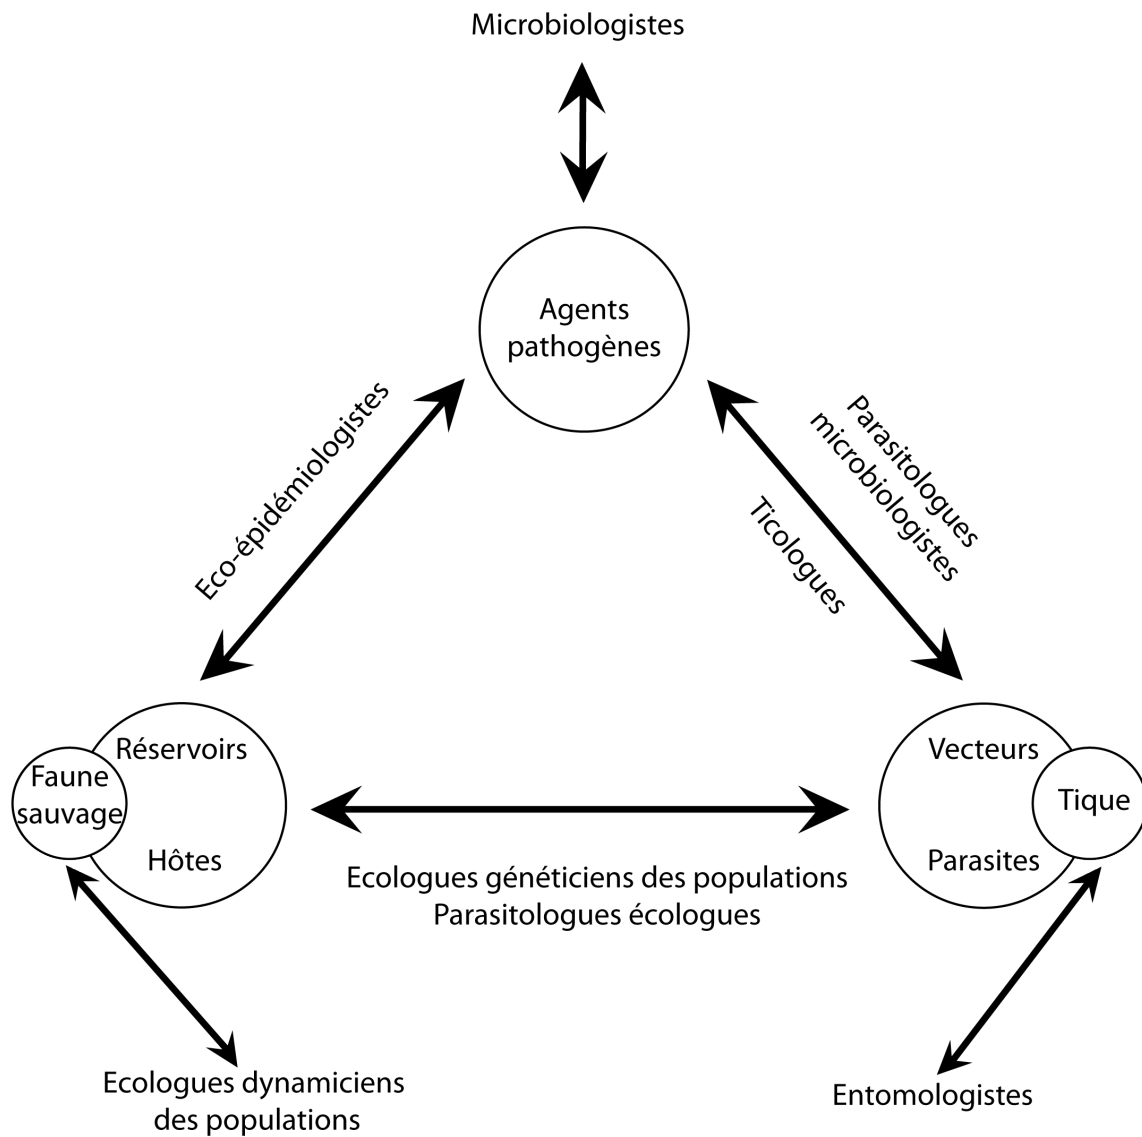 Microbiologistes
Agents
pathogènes
Eco-épidémiologistes
Parasitologues
microbiologistes
Ticologues
Réservoirs
Faune
sauvage
Hôtes
Vecteurs
Tique
Parasites
Ecologues généticiens des populations
Parasitologues écologues
Ecologues dynamiciens
des populations
Entomologistes